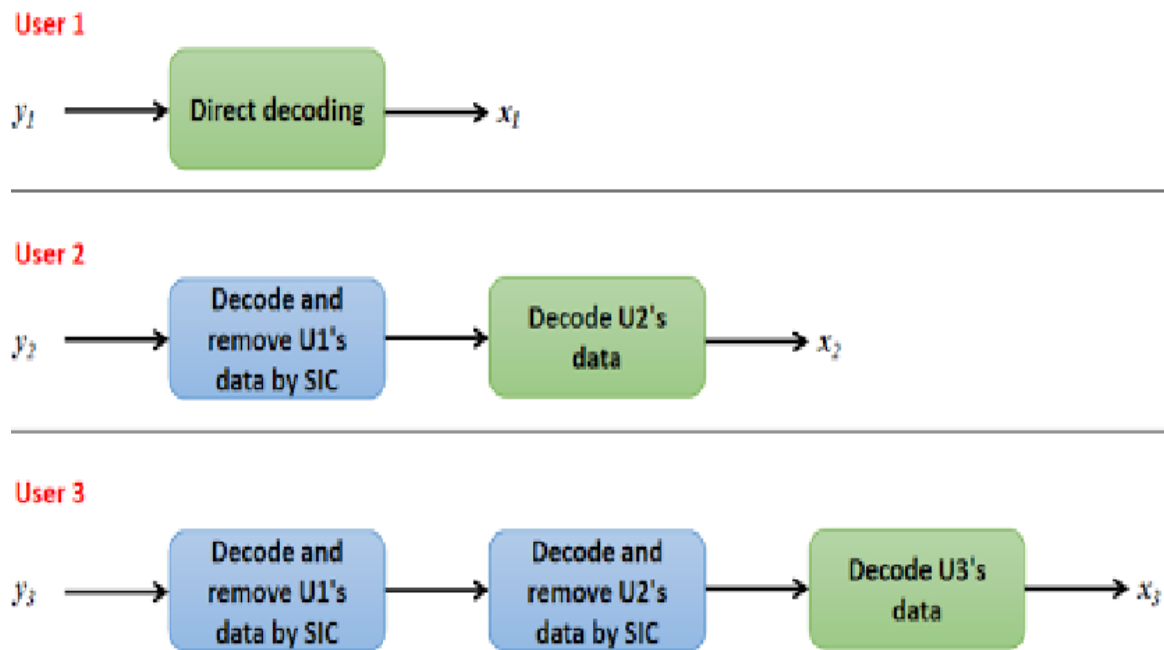 User 1
y1
Direct decoding
x1
User 2
y2
Decode and
remove U1's
data by SIC
Decode U2's
data
x2
User 3
y3
Decode and
remove U1's
data by SIC
Decode and
remove U2's
data by SIC
Decode U3's
data
x3